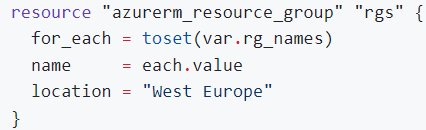 resource "azurerm_resource_group" "rgs" {
  for_each = toset(var.rg_names)
  name     = each.value
  location = "West Europe"
}